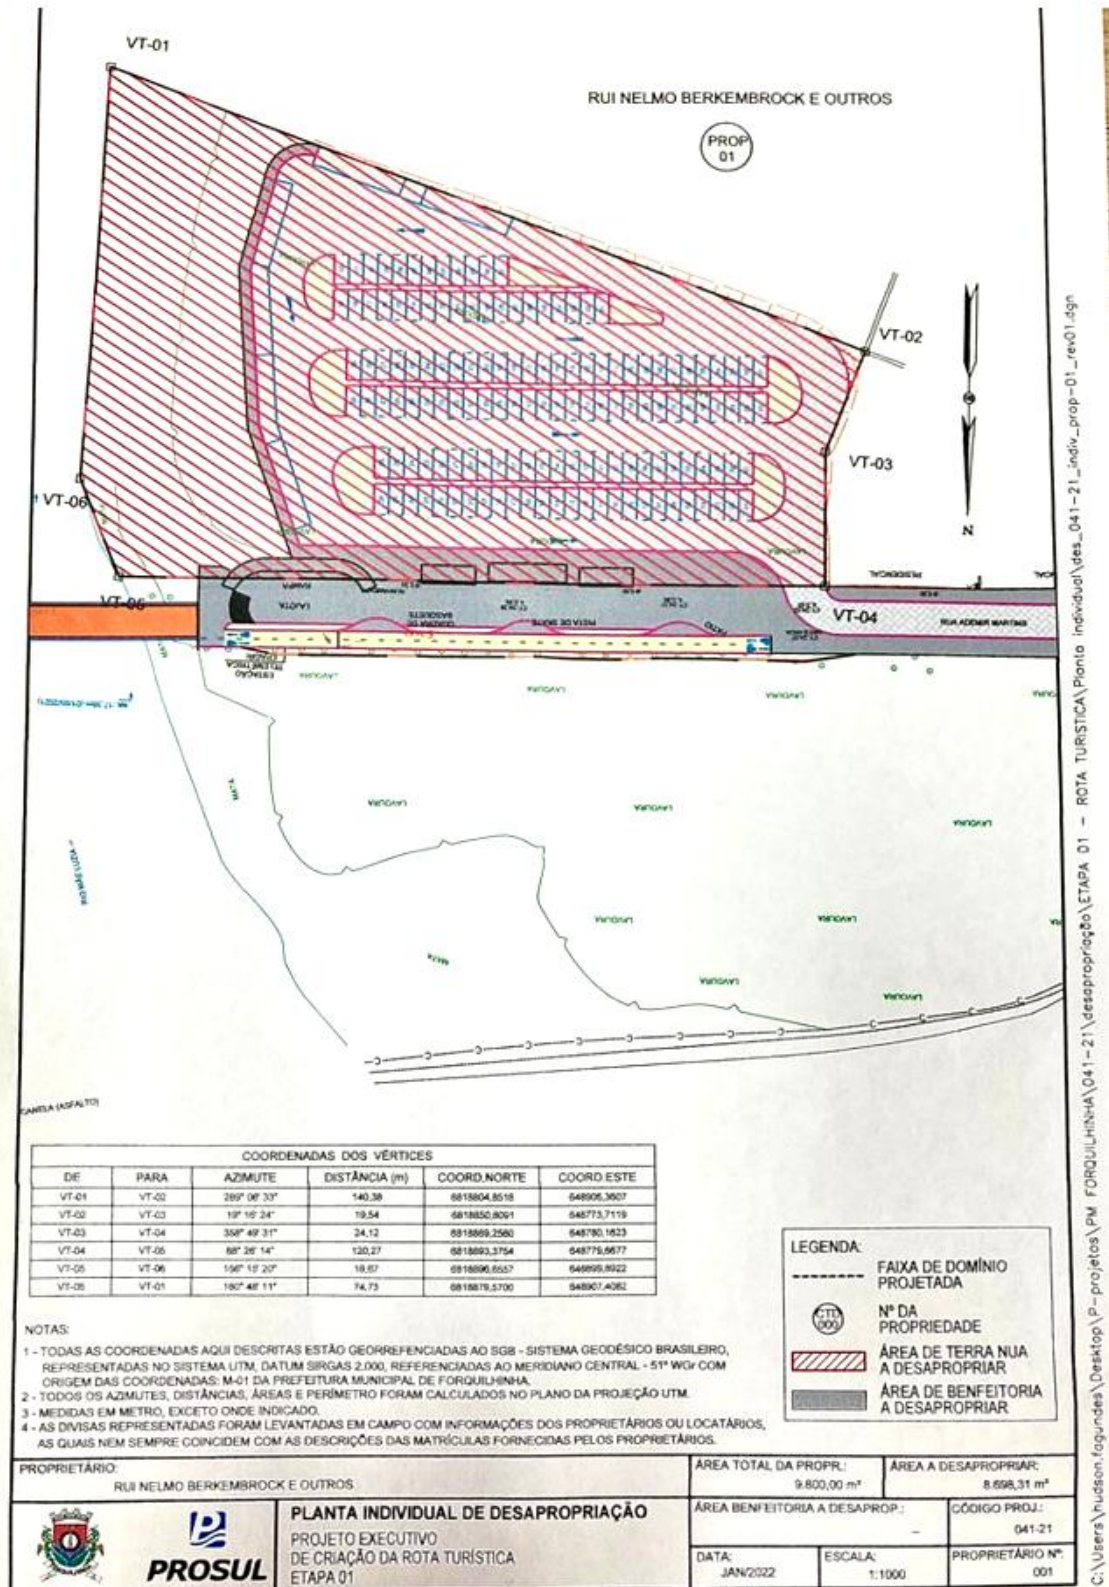 VT-01
RUI NELMO BERKEMBROCK E OUTROS
PROP
01
VT-02
VT-03
N
VT-06
VT-05
VT-04
RAMPA
LAJOTA
QUADRA DE
BASQUETE
PISTA DE SKATE
RESIDENCIAL
RUA ADEMIR MARTINS
ESTAÇÃO
LAVOURA
LAVOURA
LAVOURA
LAVOURA
MATA
LAVOURA
LAVOURA
LAVOURA
LAVOURA
LAVOURA
MATA
LAVOURA
LAVOURA
CANELA (ASFALTO)
COORDENADAS DOS VÉRTICES
DE PARA AZIMUTE DISTÂNCIA (m) COORD.NORTE COORD.ESTE
VT-01 VT-02 289° 06' 33" 140,38 6818804,8518 648906,3607
VT-02 VT-03 19° 16' 24" 19,54 6818850,8091 648773,7119
VT-03 VT-04 358° 49' 31" 24,12 6818869,2560 648780,1623
VT-04 VT-05 88° 26' 14" 120,27 6818893,3754 648779,6677
VT-05 VT-06 156° 15' 20" 18,67 6818896,6557 648899,8922
VT-06 VT-01 180° 48' 11" 74,73 6818879,5700 648907,4082
LEGENDA:
FAIXA DE DOMÍNIO
PROJETADA
Nº DA
PROPRIEDADE
ÁREA DE TERRA NUA
A DESAPROPRIAR
ÁREA DE BENFEITORIA
A DESAPROPRIAR
NOTAS:
1 - TODAS AS COORDENADAS AQUI DESCRITAS ESTÃO GEORREFENCIADAS AO SGB - SISTEMA GEODÉSICO BRASILEIRO,
REPRESENTADAS NO SISTEMA UTM, DATUM SIRGAS 2.000, REFERENCIADAS AO MERIDIANO CENTRAL - 51° WGr COM
ORIGEM DAS COORDENADAS: M-01 DA PREFEITURA MUNICIPAL DE FORQUILHINHA.
2 - TODOS OS AZIMUTES, DISTÂNCIAS, ÁREAS E PERÍMETRO FORAM CALCULADOS NO PLANO DA PROJEÇÃO UTM.
3 - MEDIDAS EM METRO, EXCETO ONDE INDICADO.
4 - AS DIVISAS REPRESENTADAS FORAM LEVANTADAS EM CAMPO COM INFORMAÇÕES DOS PROPRIETÁRIOS OU LOCATÁRIOS,
AS QUAIS NEM SEMPRE COINCIDEM COM AS DESCRIÇÕES DAS MATRÍCULAS FORNECIDAS PELOS PROPRIETÁRIOS.
PROPRIETÁRIO:
RUI NELMO BERKEMBROCK E OUTROS
ÁREA TOTAL DA PROPR.:
9.800,00 m²
ÁREA A DESAPROPRIAR:
8.698,31 m²
PROSUL
PLANTA INDIVIDUAL DE DESAPROPRIAÇÃO
PROJETO EXECUTIVO
DE CRIAÇÃO DA ROTA TURÍSTICA
ETAPA 01
ÁREA BENFEITORIA A DESAPROP.:
–
CÓDIGO PROJ.:
041-21
DATA:
JAN/2022
ESCALA:
1:1000
PROPRIETÁRIO Nº:
001
C:\Users\hudson.fagundes\Desktop\P-projetos\PM FORQUILHINHA\041-21\desapropriação\ETAPA 01 - ROTA TURÍSTICA\Planta individual\des_041-21_indiv_prop-01_rev01.dgn